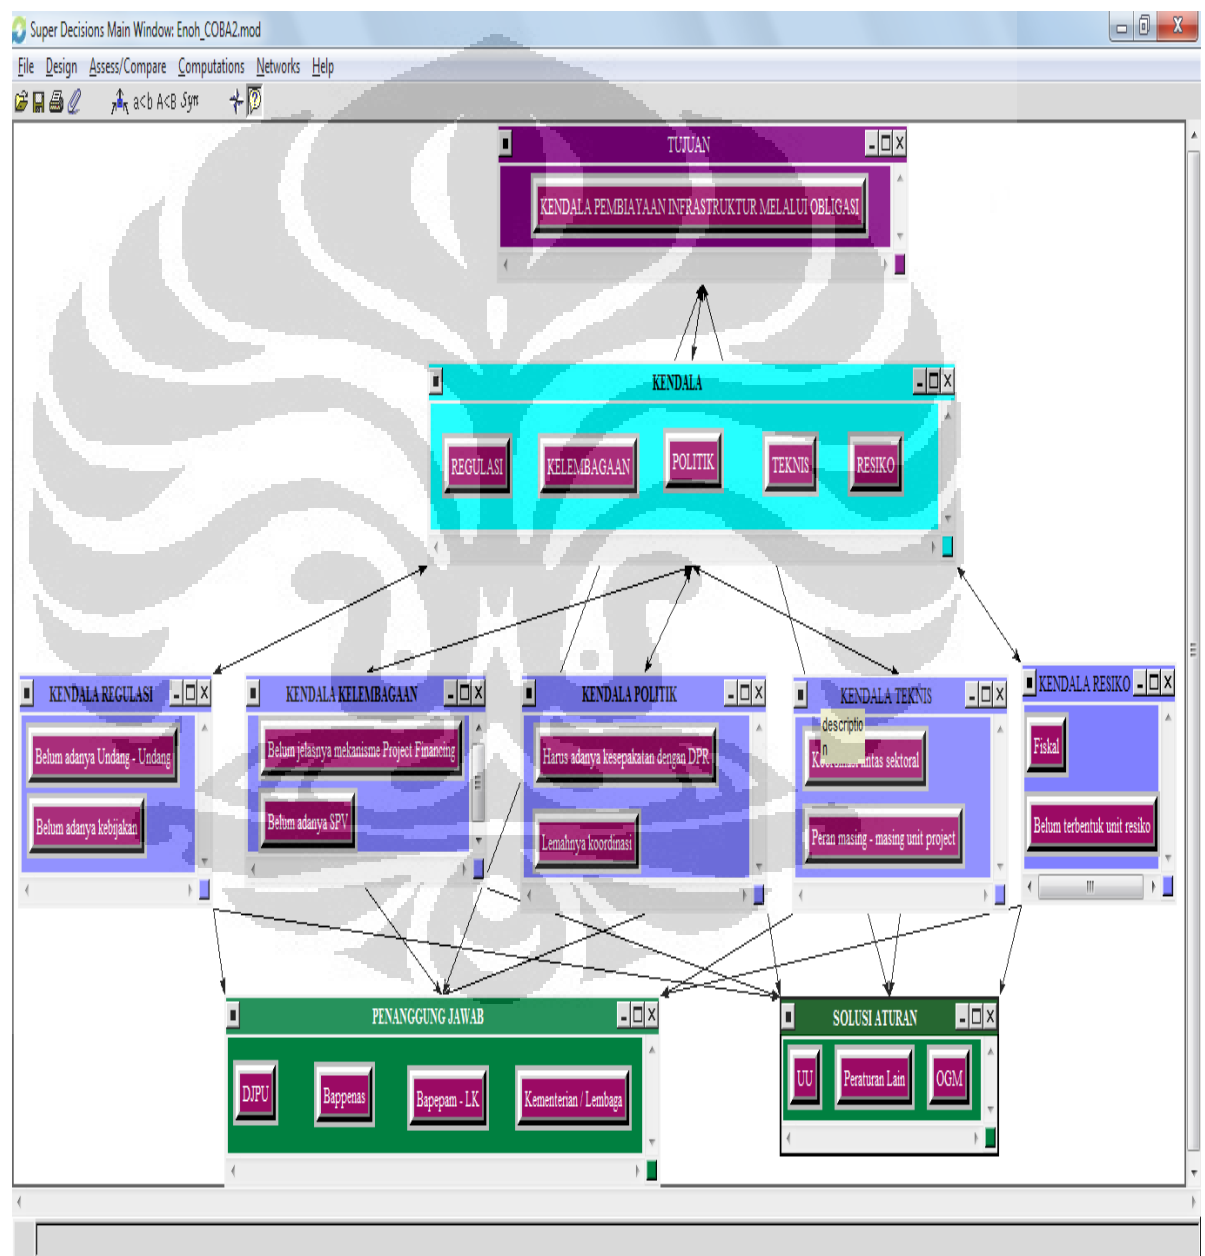 Super Decisions Main Window: Enoh_COBA2.mod
File Design Assess/Compare Computations Networks Help
a<b A<B Syn
TUJUAN
KENDALA PEMBIAYAAN INFRASTRUKTUR MELALUI OBLIGASI
KENDALA
REGULASI KELEMBAGAAN POLITIK TEKNIS RESIKO
KENDALA REGULASI
Belum adanya Undang - Undang
Belum adanya kebijakan
KENDALA KELEMBAGAAN
Belum jelasnya mekanisme Project Financing
Belum adanya SPV
KENDALA POLITIK
Harus adanya kesepakatan dengan DPR
Lemahnya koordinasi
KENDALA TEKNIS
descriptio
n
sektoral
Peran masing - masing unit project
KENDALA RESIKO
Fiskal
Belum terbentuk unit resiko
PENANGGUNG JAWAB
DJPU Bappenas Bapepam - LK Kementerian / Lembaga
SOLUSI ATURAN
UU Peraturan Lain OGM